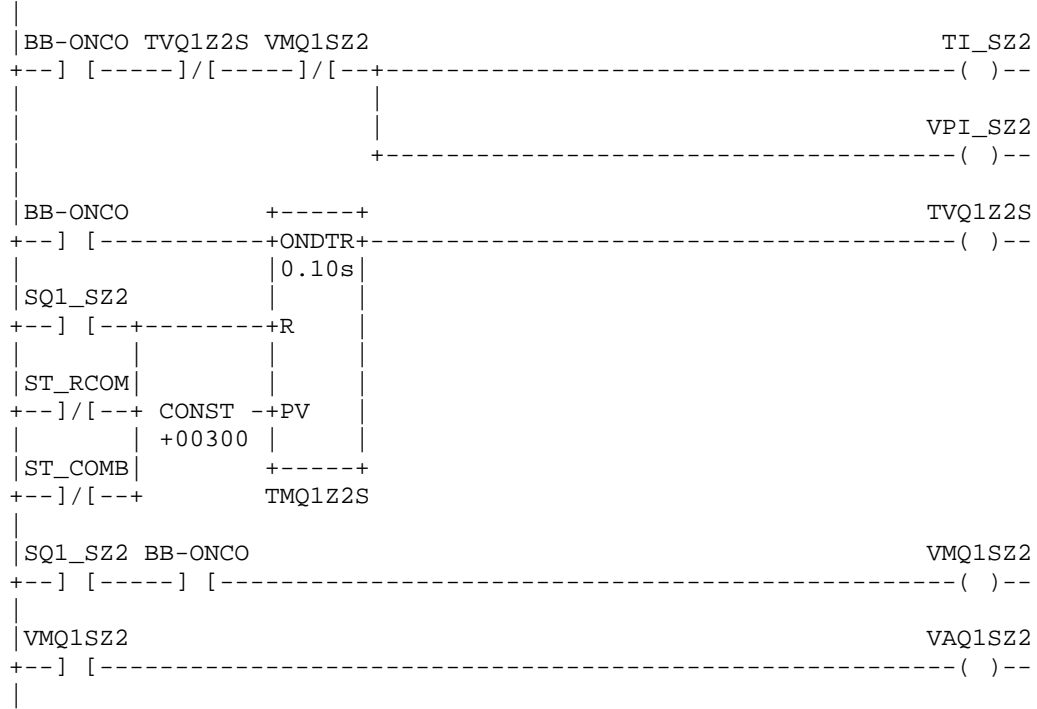 |BB-ONCO TVQ1Z2S VMQ1SZ2                                      TI_SZ2
+--] [-----]/[-----]/[--+--------------------------------------( )--
|                       |
|                       |                                    VPI_SZ2
|                       +--------------------------------------( )--
|
|BB-ONCO         +-----+                                     TVQ1Z2S
+--] [-----------+ONDTR+---------------------------------------( )--
|                |0.10s|
|SQ1_SZ2         |     |
+--] [--+--------+R    |
|       |        |     |
|ST_RCOM|        |     |
+--]/[--+ CONST -+PV   |
|       | +00300 |     |
|ST_COMB|        +-----+
+--]/[--+        TMQ1Z2S
|
|SQ1_SZ2 BB-ONCO                                             VMQ1SZ2
+--] [-----] [-------------------------------------------------( )--
|
|VMQ1SZ2                                                     VAQ1SZ2
+--] [---------------------------------------------------------( )--
|